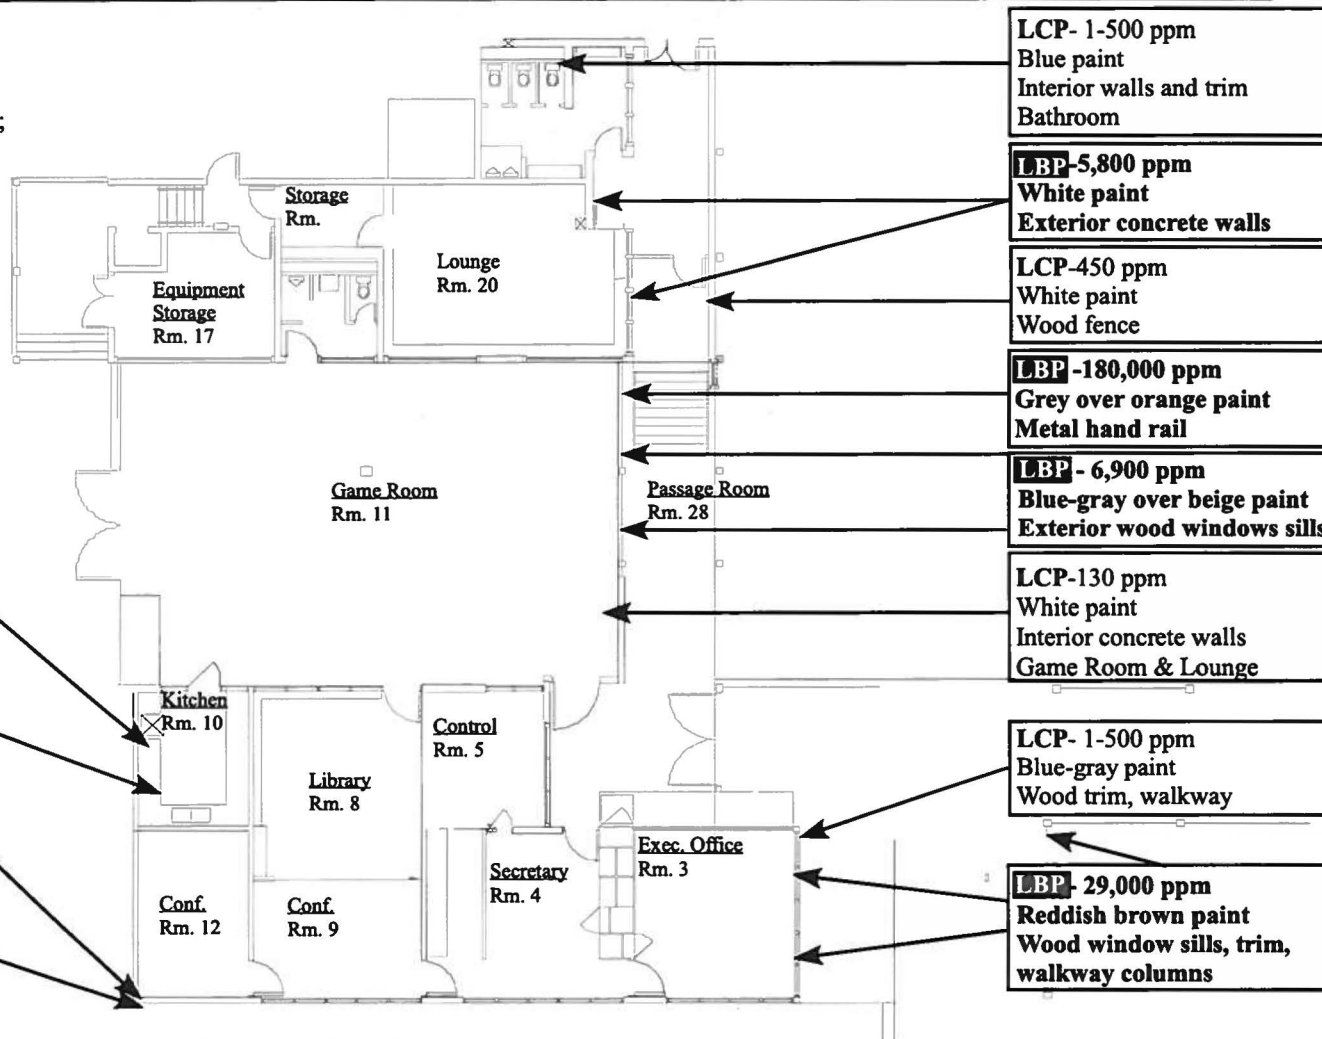 LCP- 1-500 ppm
Blue paint
Interior walls and trim
Bathroom
;
LBP-5,800 ppm
White paint
Exterior concrete walls
Storage
Rm.
Lounge
Rm. 20
LCP-450 ppm
White paint
Wood fence
Equipment
Storage
Rm. 17
LBP -180,000 ppm
Grey over orange paint
Metal hand rail
LBP - 6,900 ppm
Blue-gray over beige paint
Exterior wood windows sills
Game Room
Rm. 11
Passage Room
Rm. 28
LCP-130 ppm
White paint
Interior concrete walls
Game Room & Lounge
Kitchen
Rm. 10
Control
Rm. 5
Library
Rm. 8
LCP- 1-500 ppm
Blue-gray paint
Wood trim, walkway
Exec. Office
Rm. 3
Secretary
Rm. 4
Conf.
Rm. 12
Conf.
Rm. 9
LBP- 29,000 ppm
Reddish brown paint
Wood window sills, trim,
walkway columns